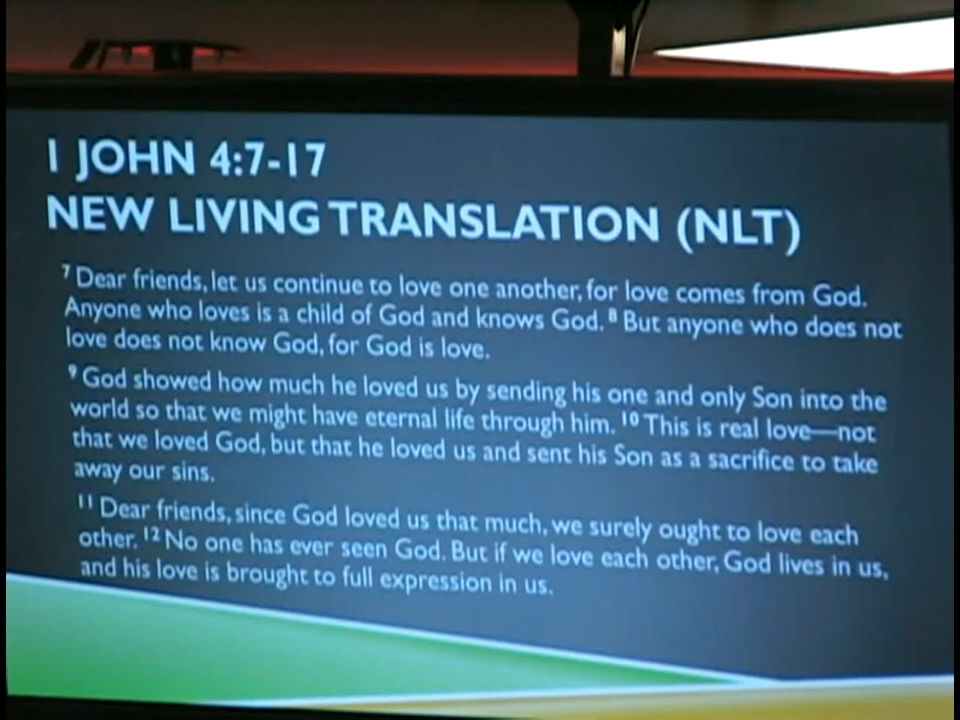 1 JOHN 4:7-17
NEW LIVING TRANSLATION (NLT)
7 Dear friends, let us continue to love one another, for love comes from God.
Anyone who loves is a child of God and knows God. 8 But anyone who does not
love does not know God, for God is love.
9 God showed how much he loved us by sending his one and only Son into the
world so that we might have eternal life through him. 10 This is real love—not
that we loved God, but that he loved us and sent his Son as a sacrifice to take
away our sins.
11 Dear friends, since God loved us that much, we surely ought to love each
other. 12 No one has ever seen God. But if we love each other, God lives in us,
and his love is brought to full expression in us.